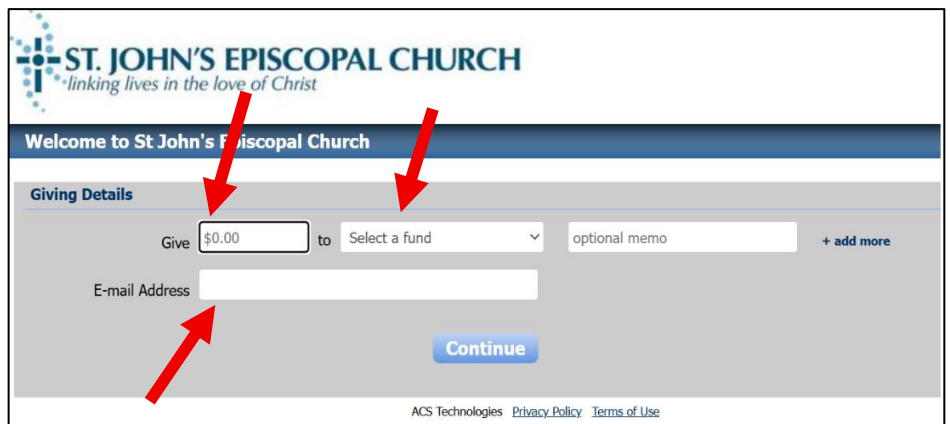 ST. JOHN'S EPISCOPAL CHURCH
linking lives in the love of Christ
Welcome to St John's Episcopal Church
Giving Details
Give $0.00 to Select a fund optional memo + add more
E-mail Address
Continue
ACS Technologies Privacy Policy Terms of Use